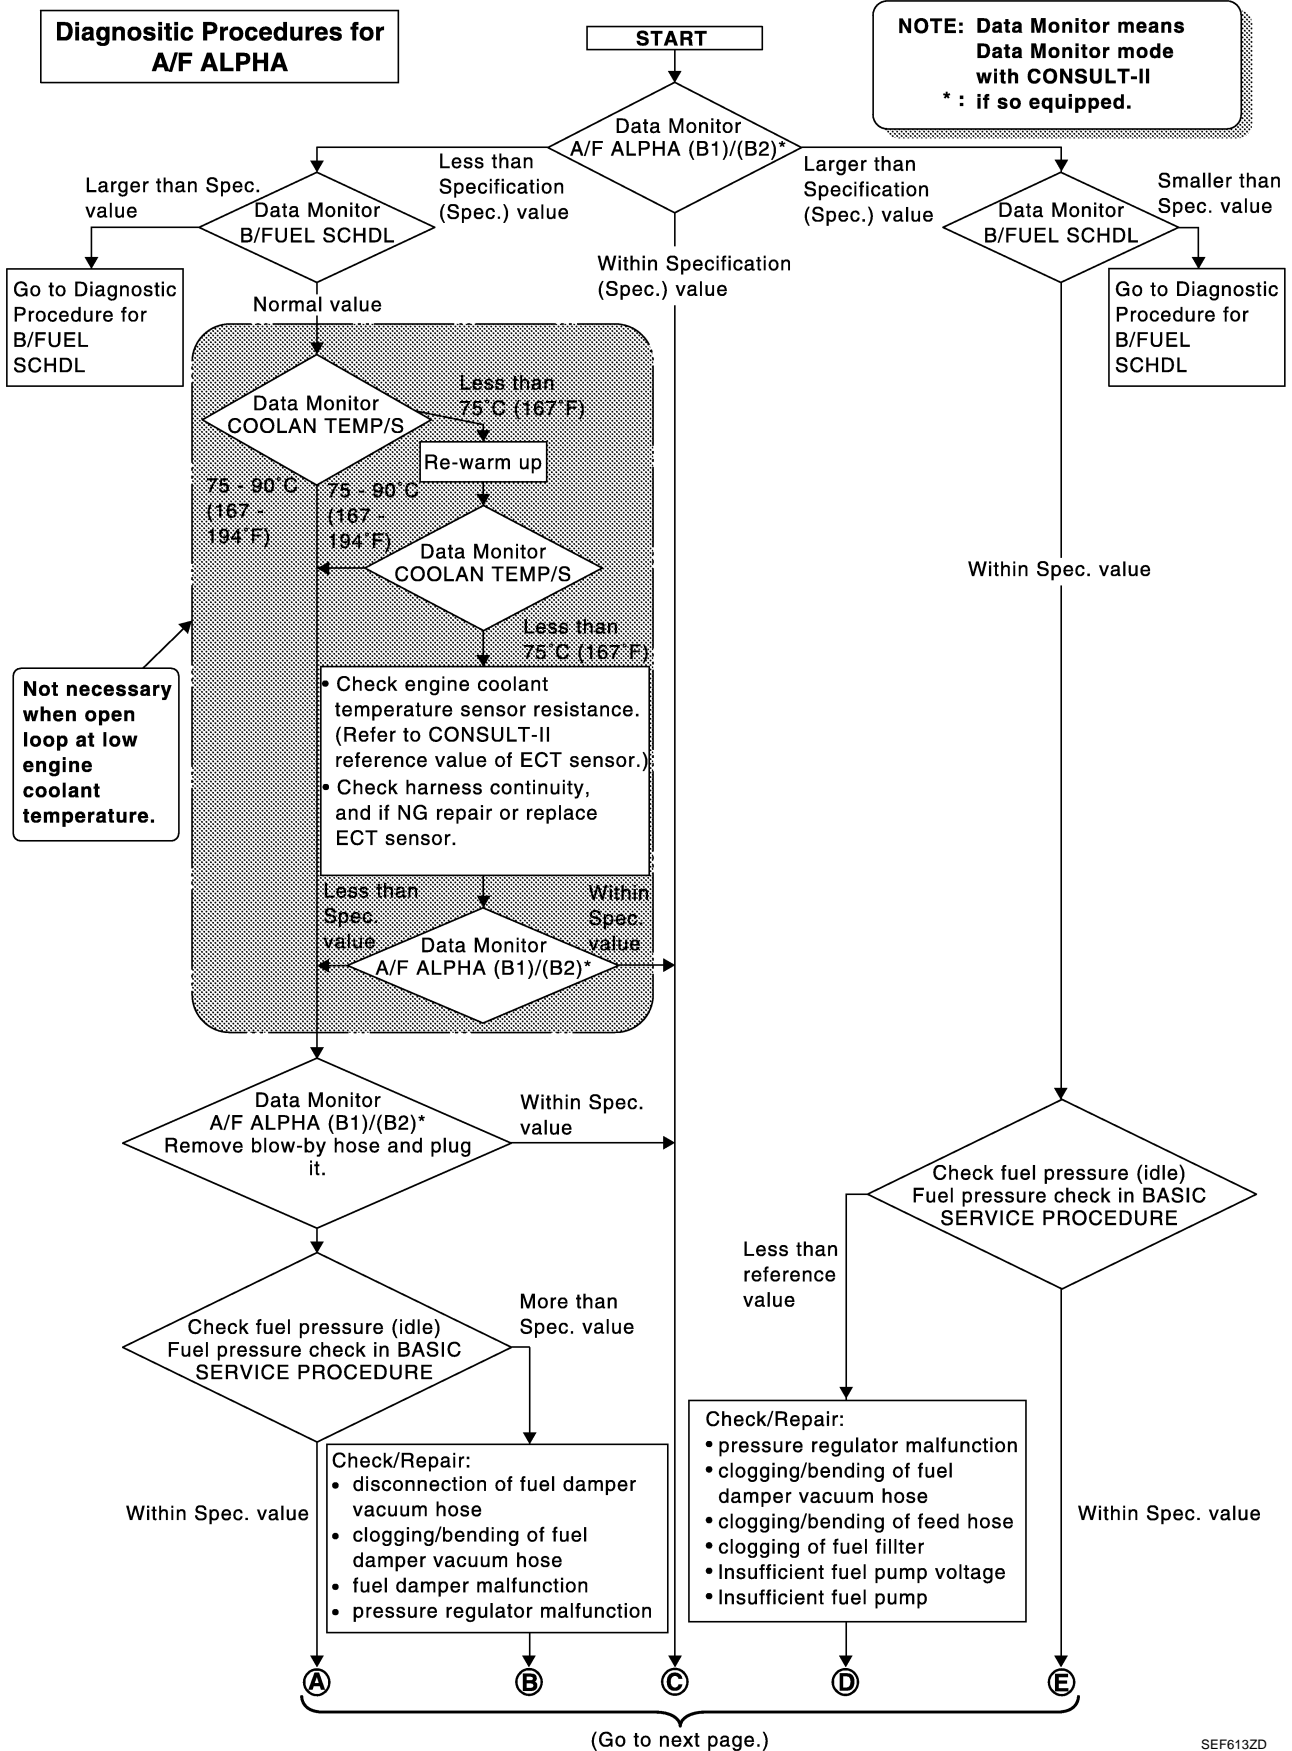 Diagnositic Procedures for
A/F ALPHA
START
NOTE: Data Monitor means
Data Monitor mode
with CONSULT-II
* : if so equipped.
Data Monitor
A/F ALPHA (B1)/(B2)*
Less than
Specification
(Spec.) value
Larger than
Specification
(Spec.) value
Within Specification
(Spec.) value
Larger than Spec.
value
Data Monitor
B/FUEL SCHDL
Data Monitor
B/FUEL SCHDL
Smaller than
Spec. value
Go to Diagnostic
Procedure for
B/FUEL
SCHDL
Normal value
Go to Diagnostic
Procedure for
B/FUEL
SCHDL
Data Monitor
COOLAN TEMP/S
Less than
75˚C (167˚F)
Re-warm up
75 - 90˚C
(167 -
194˚F)
75 - 90˚C
(167 -
194˚F)
Data Monitor
COOLAN TEMP/S
Within Spec. value
Less than
75˚C (167˚F)
Not necessary
when open
loop at low
engine
coolant
temperature.
• Check engine coolant
temperature sensor resistance.
(Refer to CONSULT-II
reference value of ECT sensor.)
• Check harness continuity,
and if NG repair or replace
ECT sensor.
Less than
Spec.
value
Within
Spec.
value
Data Monitor
A/F ALPHA (B1)/(B2)*
Data Monitor
A/F ALPHA (B1)/(B2)*
Remove blow-by hose and plug
it.
Within Spec.
value
Check fuel pressure (idle)
Fuel pressure check in BASIC
SERVICE PROCEDURE
Less than
reference
value
Check fuel pressure (idle)
Fuel pressure check in BASIC
SERVICE PROCEDURE
More than
Spec. value
Within Spec. value
Check/Repair:
• disconnection of fuel damper
vacuum hose
• clogging/bending of fuel
damper vacuum hose
• fuel damper malfunction
• pressure regulator malfunction
Check/Repair:
• pressure regulator malfunction
• clogging/bending of fuel
damper vacuum hose
• clogging/bending of feed hose
• clogging of fuel fillter
• Insufficient fuel pump voltage
• Insufficient fuel pump
Within Spec. value
A
B
C
D
E
(Go to next page.)
SEF613ZD